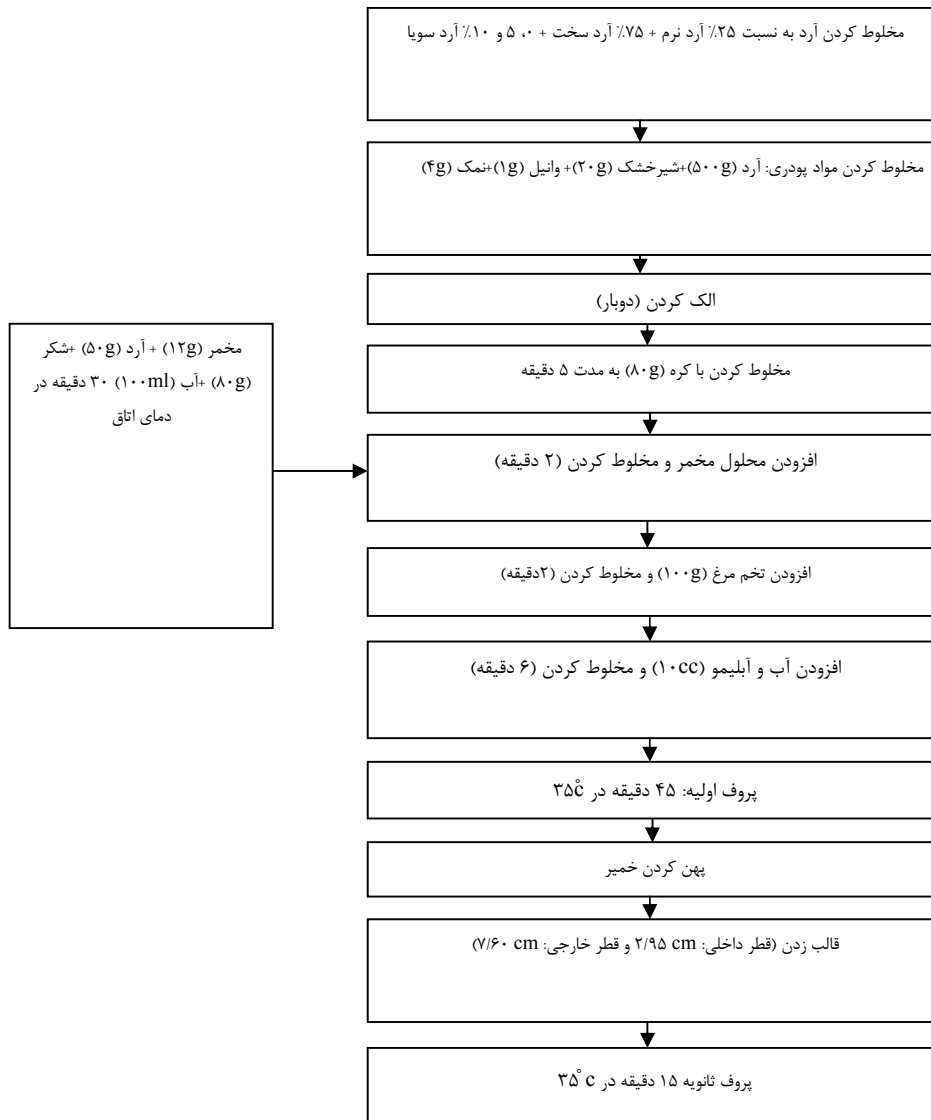 مخلوط کردن آرد به نسبت ۲۵٪ آرد نرم + ۷۵٪ آرد سخت + ۰، ۵ و ۱۰٪ آرد سویا
مخلوط کردن مواد پودری: آرد (۵۰۰g)+شیرخشک (۲۰g)+ وانیل (۱g)+نمک (۴g)
الک کردن (دوبار)
مخلوط کردن با کره (۸۰g) به مدت ۵ دقیقه
مخمر (۱۲g) + آرد (۵۰g) +شکر
(۸۰g) +آب (۱۰۰ml) ۳۰ دقیقه در
دمای اتاق
افزودن محلول مخمر و مخلوط کردن (۲ دقیقه)
افزودن تخم مرغ (۱۰۰g) و مخلوط کردن (۲دقیقه)
افزودن آب و آبلیمو (۱۰cc) و مخلوط کردن (۶ دقیقه)
پروف اولیه: ۴۵ دقیقه در ۳۵°c
پهن کردن خمیر
قالب زدن (قطر داخلی: ۲/۹۵ cm و قطر خارجی: ۷/۶۰ cm)
پروف ثانویه ۱۵ دقیقه در ۳۵° c